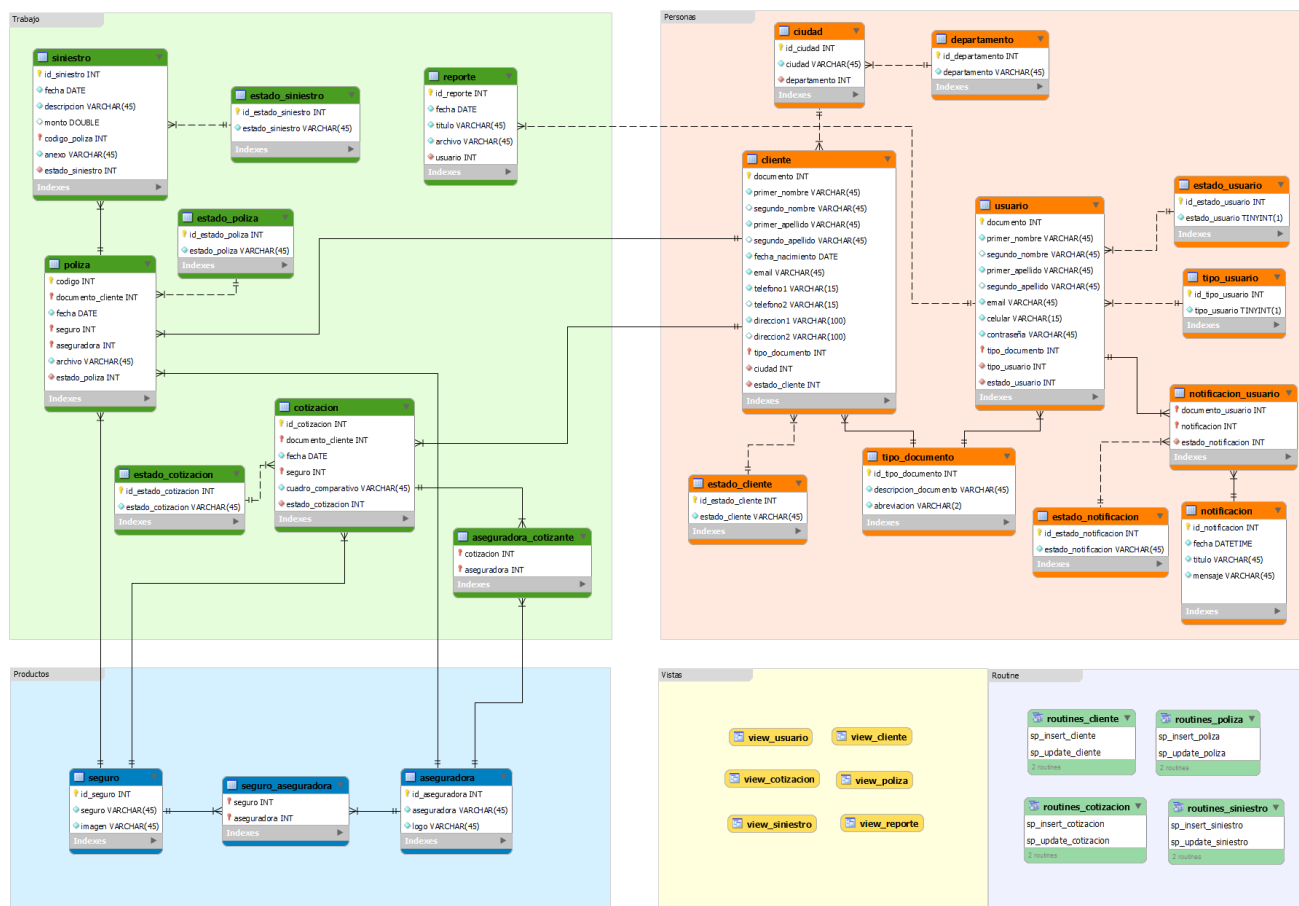 Trabajo
siniestro
id_siniestro INT
fecha DATE
descripcion VARCHAR(45)
monto DOUBLE
codigo_poliza INT
anexo VARCHAR(45)
estado_siniestro INT
Indexes
estado_siniestro
id_estado_siniestro INT
estado_siniestro VARCHAR(45)
Indexes
reporte
id_reporte INT
fecha DATE
titulo VARCHAR(45)
archivo VARCHAR(45)
usuario INT
Indexes
estado_poliza
id_estado_poliza INT
estado_poliza VARCHAR(45)
Indexes
poliza
codigo INT
documento_cliente INT
fecha DATE
seguro INT
aseguradora INT
archivo VARCHAR(45)
estado_poliza INT
Indexes
cotizacion
id_cotizacion INT
documento_cliente INT
fecha DATE
seguro INT
cuadro_comparativo VARCHAR(45)
estado_cotizacion INT
Indexes
estado_cotizacion
id_estado_cotizacion INT
estado_cotizacion VARCHAR(45)
Indexes
aseguradora_cotizante
cotizacion INT
aseguradora INT
Indexes
Personas
ciudad
id_ciudad INT
ciudad VARCHAR(45)
departamento INT
Indexes
departamento
id_departamento INT
departamento VARCHAR(45)
Indexes
cliente
documento INT
primer_nombre VARCHAR(45)
segundo_nombre VARCHAR(45)
primer_apellido VARCHAR(45)
segundo_apellido VARCHAR(45)
fecha_nacimiento DATE
email VARCHAR(45)
telefono1 VARCHAR(15)
telefono2 VARCHAR(15)
direccion1 VARCHAR(100)
direccion2 VARCHAR(100)
tipo_documento INT
ciudad INT
estado_cliente INT
Indexes
usuario
documento INT
primer_nombre VARCHAR(45)
segundo_nombre VARCHAR(45)
primer_apellido VARCHAR(45)
segundo_apellido VARCHAR(45)
email VARCHAR(45)
celular VARCHAR(15)
contraseña VARCHAR(45)
tipo_documento INT
tipo_usuario INT
estado_usuario INT
Indexes
estado_usuario
id_estado_usuario INT
estado_usuario TINYINT(1)
Indexes
tipo_usuario
id_tipo_usuario INT
tipo_usuario TINYINT(1)
Indexes
notificacion_usuario
documento_usuario INT
notificacion INT
estado_notificacion INT
Indexes
tipo_documento
id_tipo_documento INT
descripcion_documento VARCHAR(45)
abreviacion VARCHAR(2)
Indexes
estado_cliente
id_estado_cliente INT
estado_cliente VARCHAR(45)
Indexes
estado_notificacion
id_estado_notificacion INT
estado_notificacion VARCHAR(45)
Indexes
notificacion
id_notificacion INT
fecha DATETIME
titulo VARCHAR(45)
mensaje VARCHAR(45)
Indexes
Productos
seguro
id_seguro INT
seguro VARCHAR(45)
imagen VARCHAR(45)
Indexes
seguro_aseguradora
seguro INT
aseguradora INT
Indexes
aseguradora
id_aseguradora INT
aseguradora VARCHAR(45)
logo VARCHAR(45)
Indexes
Vistas
view_usuario
view_cliente
view_cotizacion
view_poliza
view_siniestro
view_reporte
Routine
routines_cliente
sp_insert_cliente
sp_update_cliente
2 routines
routines_poliza
sp_insert_poliza
sp_update_poliza
2 routines
routines_cotizacion
sp_insert_cotizacion
sp_update_cotizacion
2 routines
routines_siniestro
sp_insert_siniestro
sp_update_siniestro
2 routines